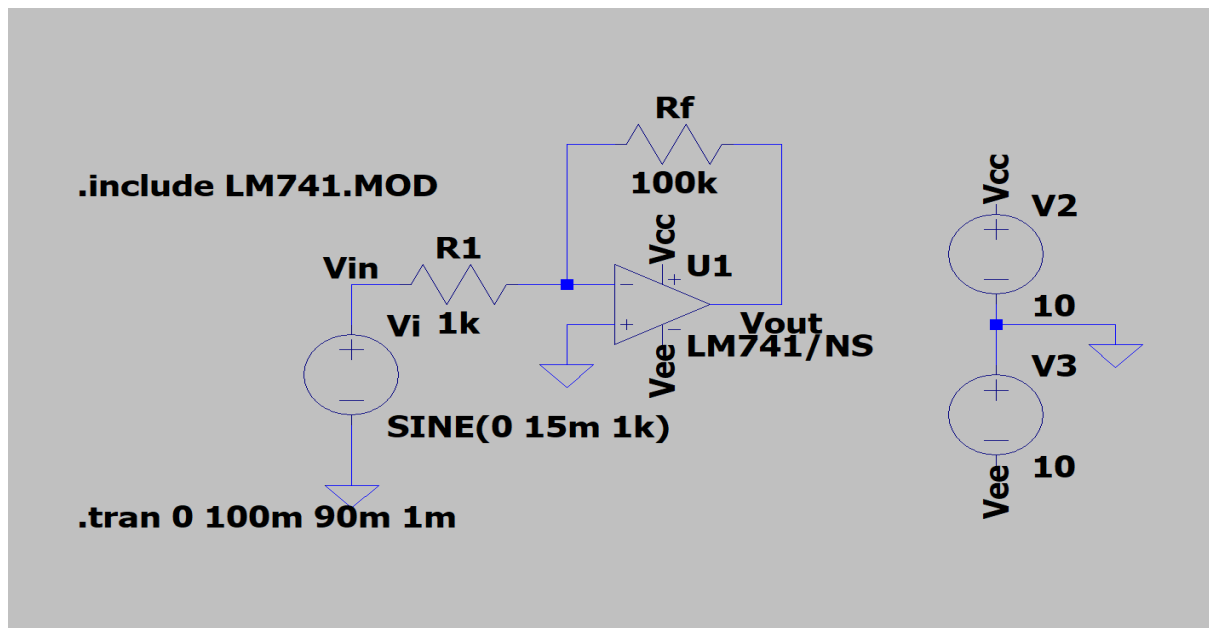 Rf
100k
.include LM741.MOD
R1
1k
Vin
Vi
SINE(0 15m 1k)
Vcc
U1
Vout
LM741/NS
Vee
.tran 0 100m 90m 1m
Vcc
V2
10
V3
10
Vee